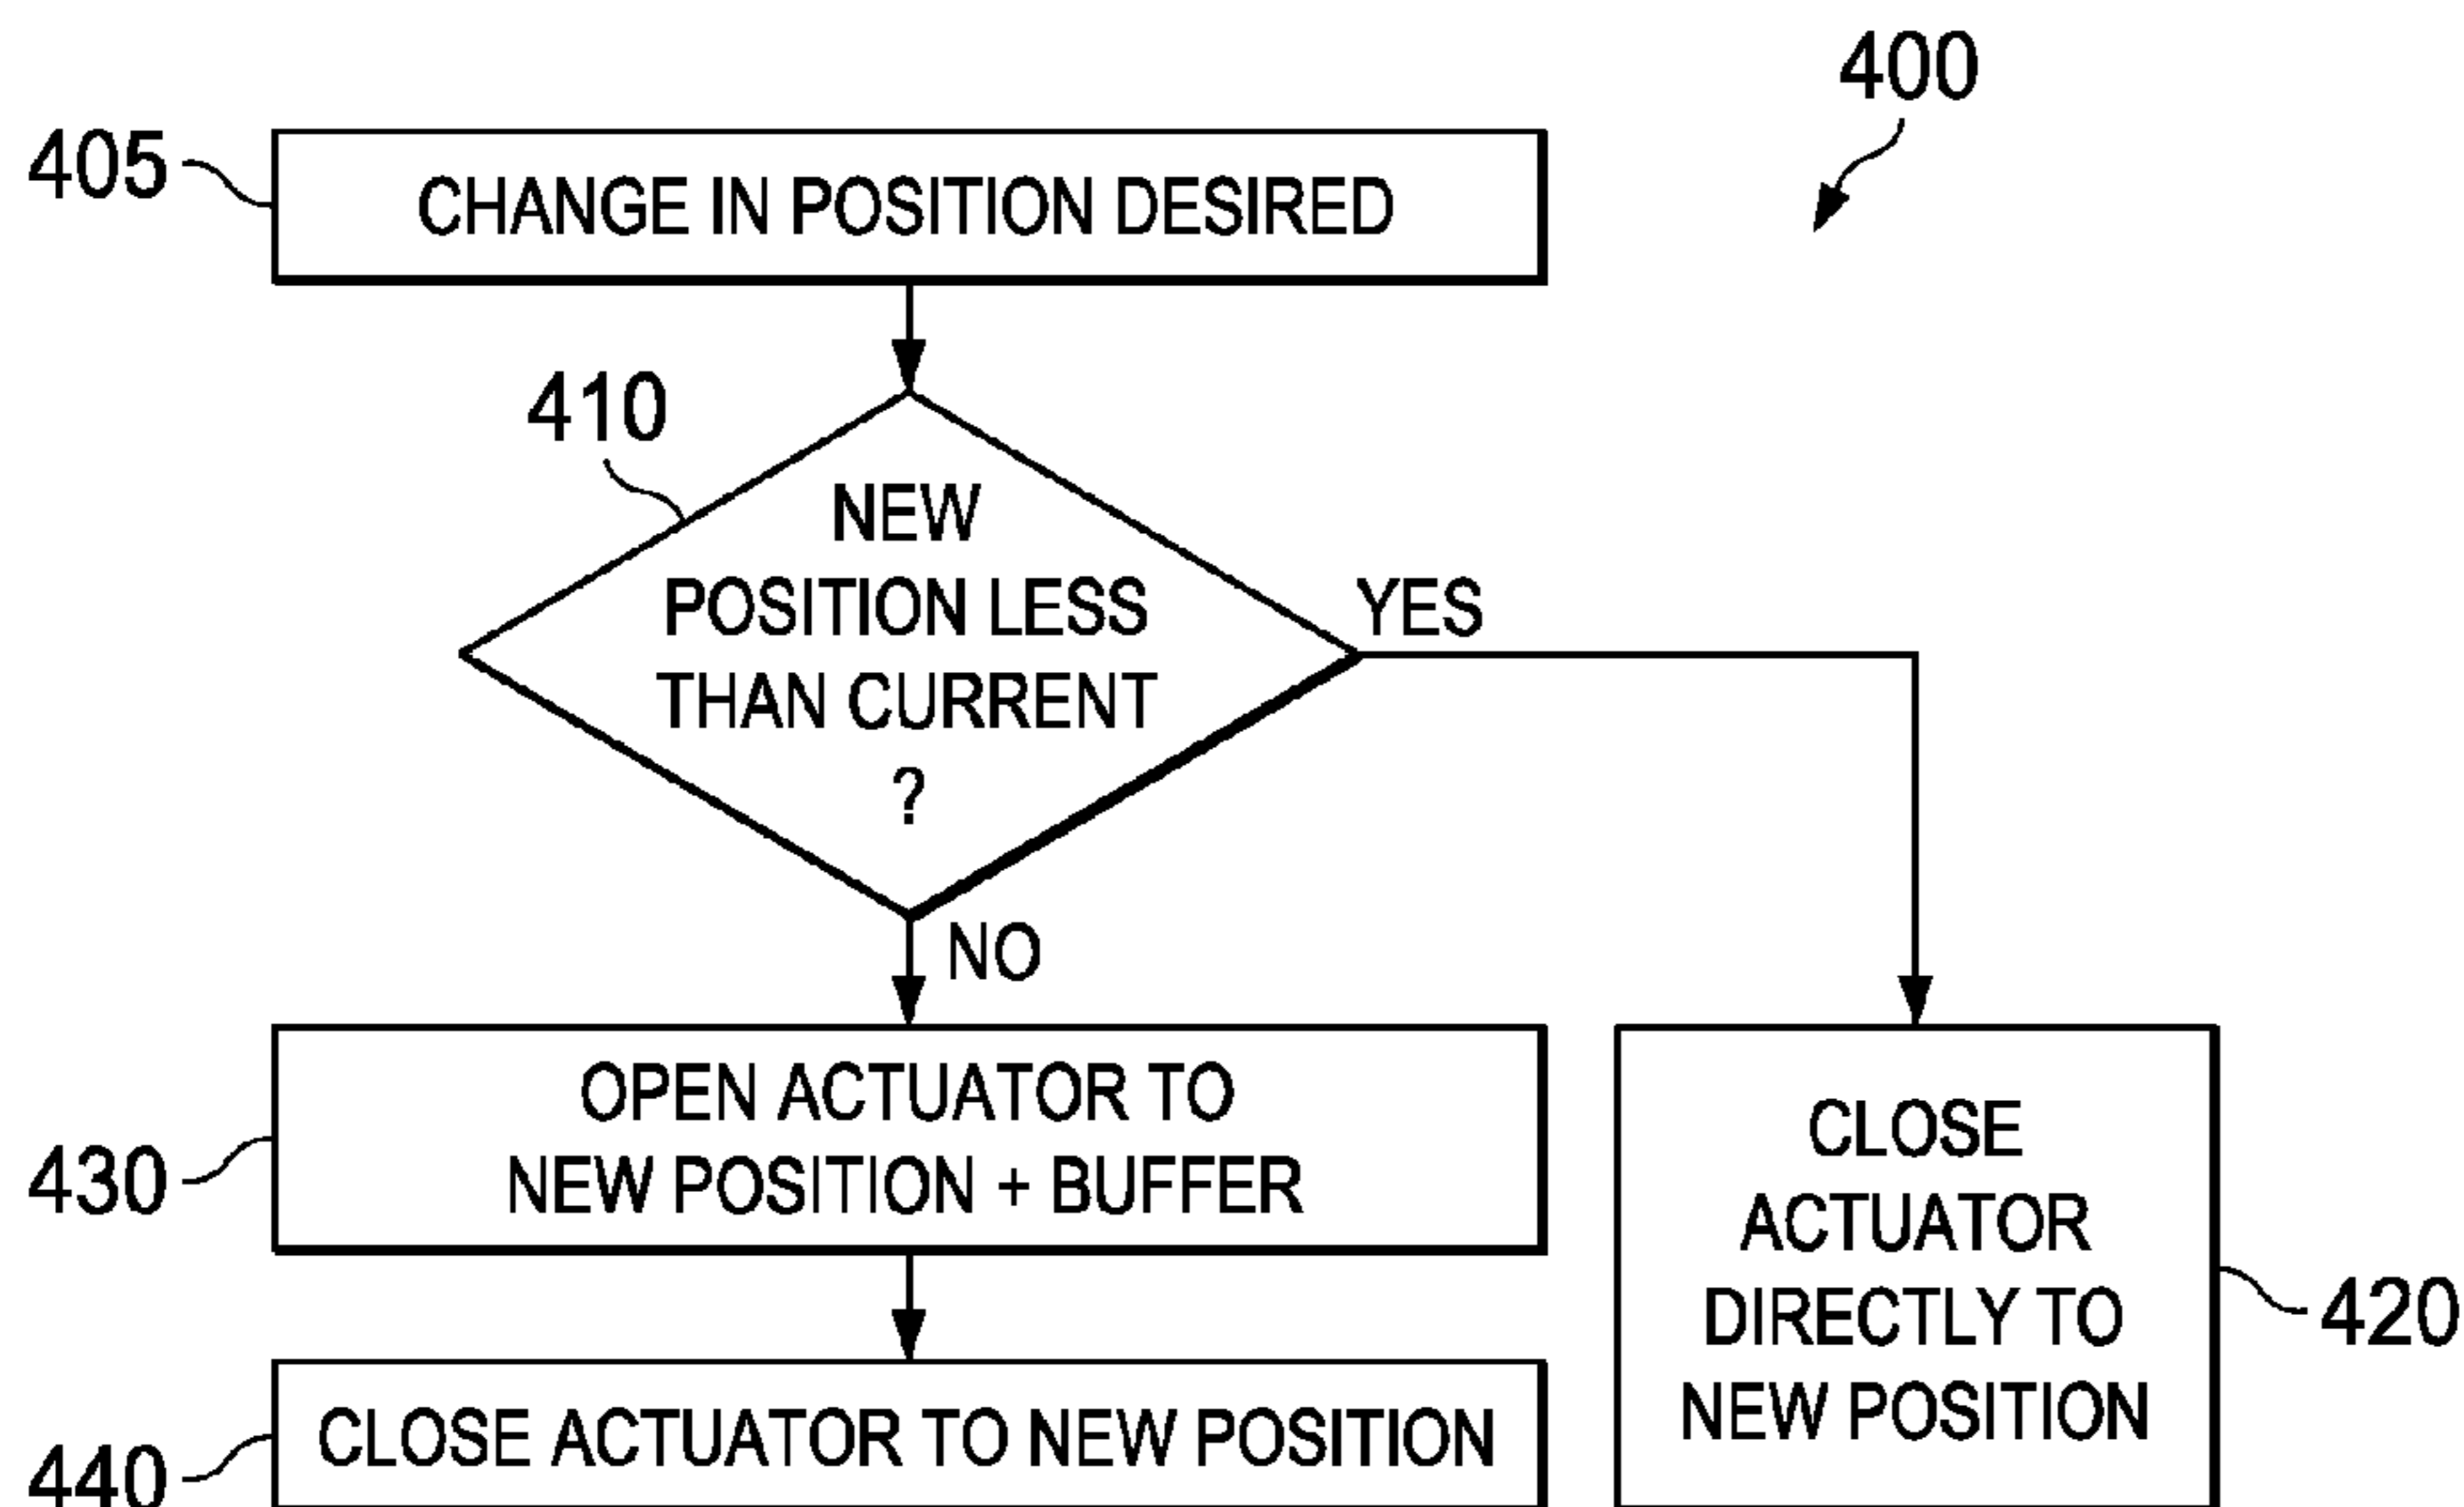 400
405
CHANGE IN POSITION DESIRED
410
NEW
POSITION LESS
THAN CURRENT
?
YES
NO
OPEN ACTUATOR TO
NEW POSITION + BUFFER
430
CLOSE
ACTUATOR
DIRECTLY TO
NEW POSITION
420
CLOSE ACTUATOR TO NEW POSITION
440